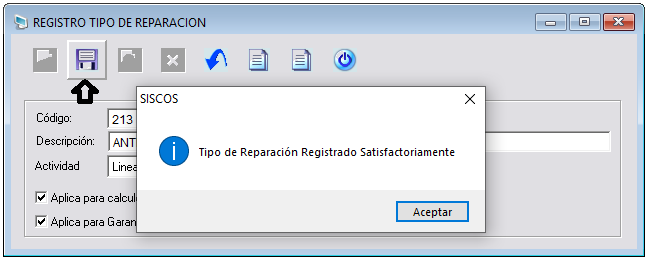 REGISTRO TIPO DE REPARACION
SISCOS
Código: 213
Descripción: ANT
Tipo de Reparación Registrado Satisfactoriamente
Actividad Linea
Aplica para calcul
Aplica para Garan
Aceptar